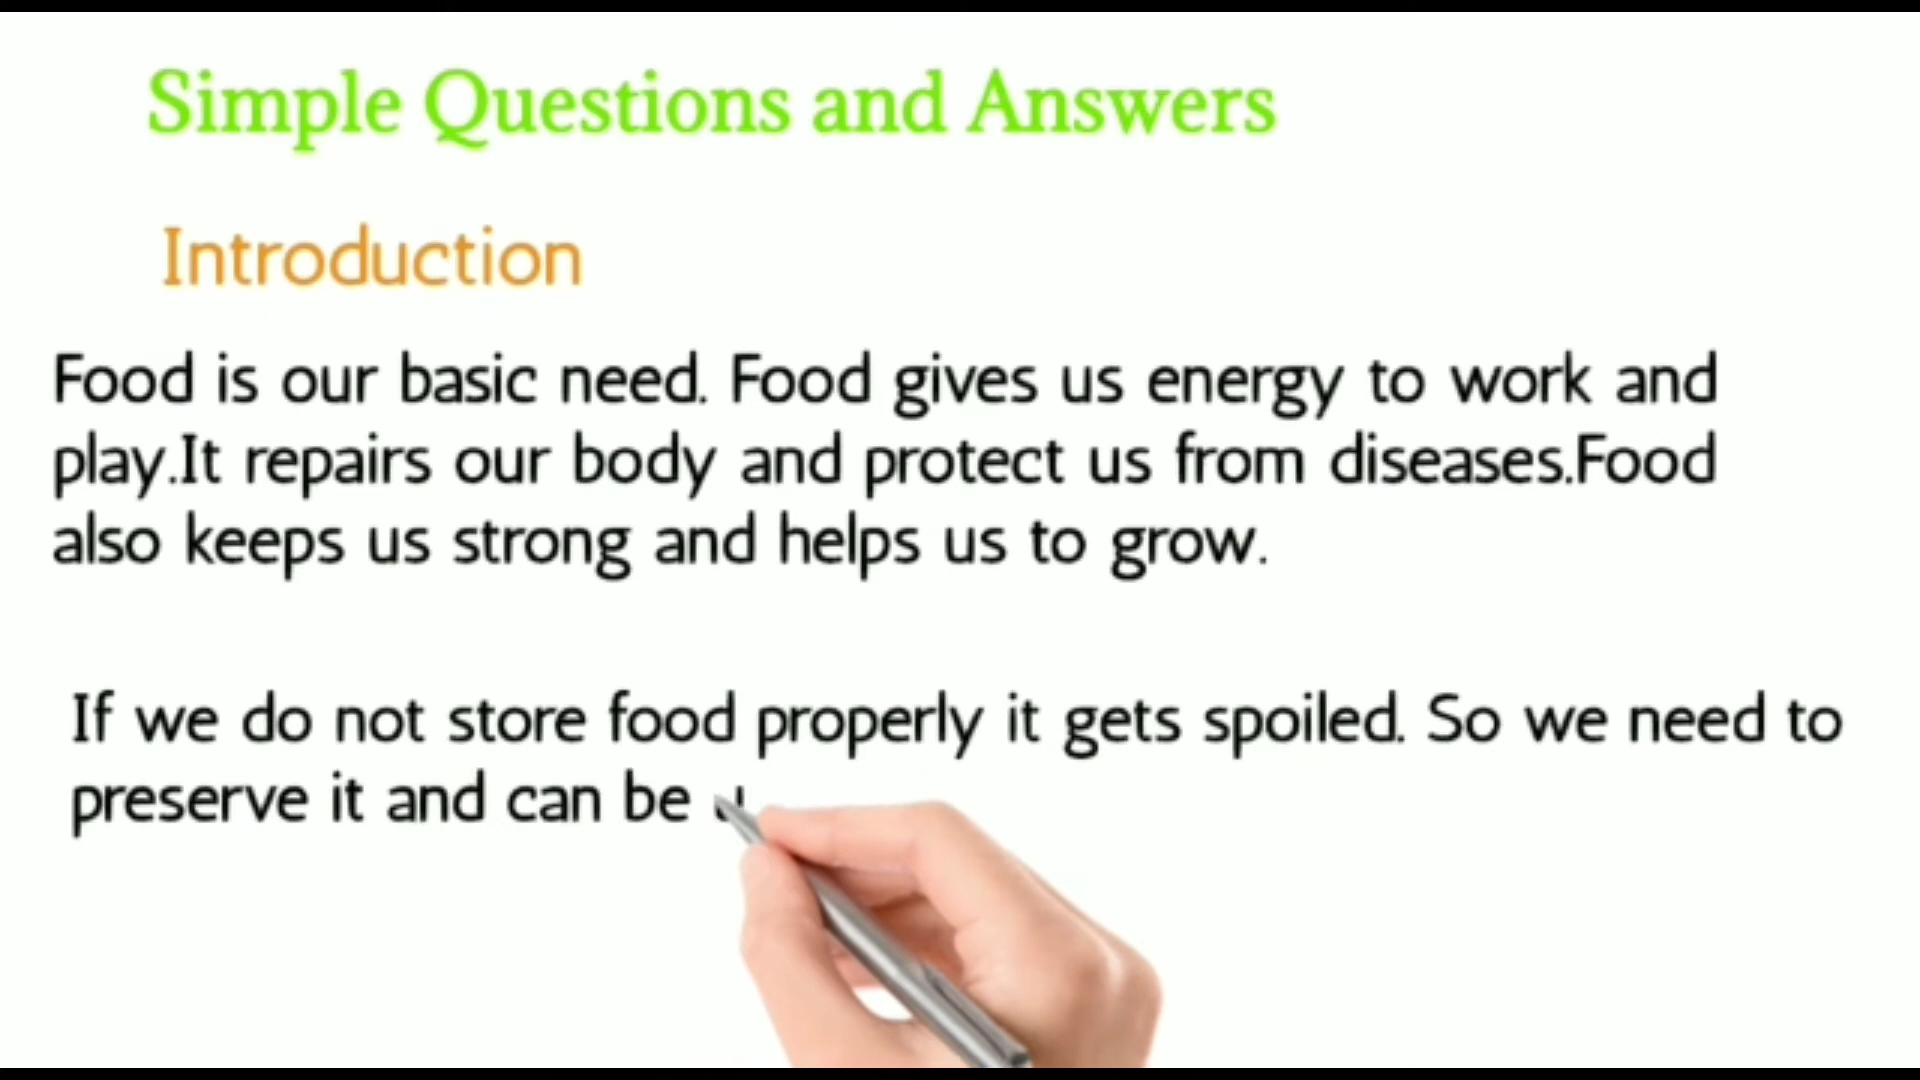 Simple Questions and Answers
Introduction
Food is our basic need. Food gives us energy to work and
play.It repairs our body and protect us from diseases.Food
also keeps us strong and helps us to grow.
If we do not store food properly it gets spoiled. So we need to
preserve it and can be